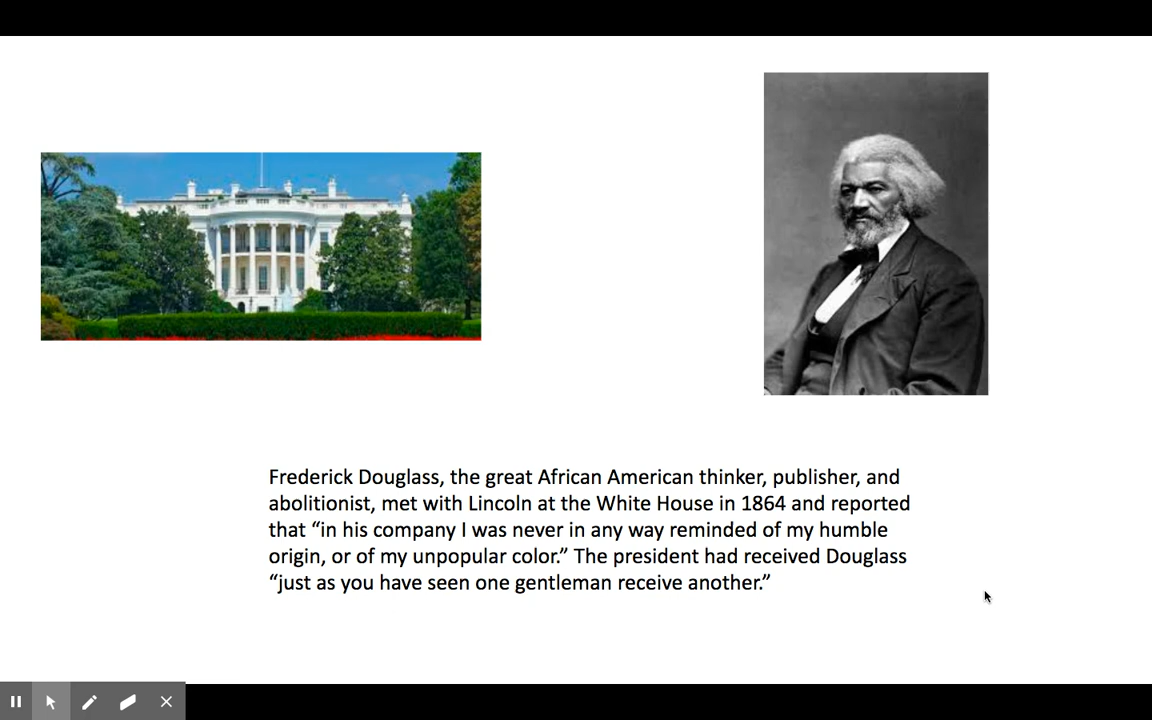 Frederick Douglass, the great African American thinker, publisher, and
abolitionist, met with Lincoln at the White House in 1864 and reported
that “in his company I was never in any way reminded of my humble
origin, or of my unpopular color.” The president had received Douglass
“just as you have seen one gentleman receive another.”